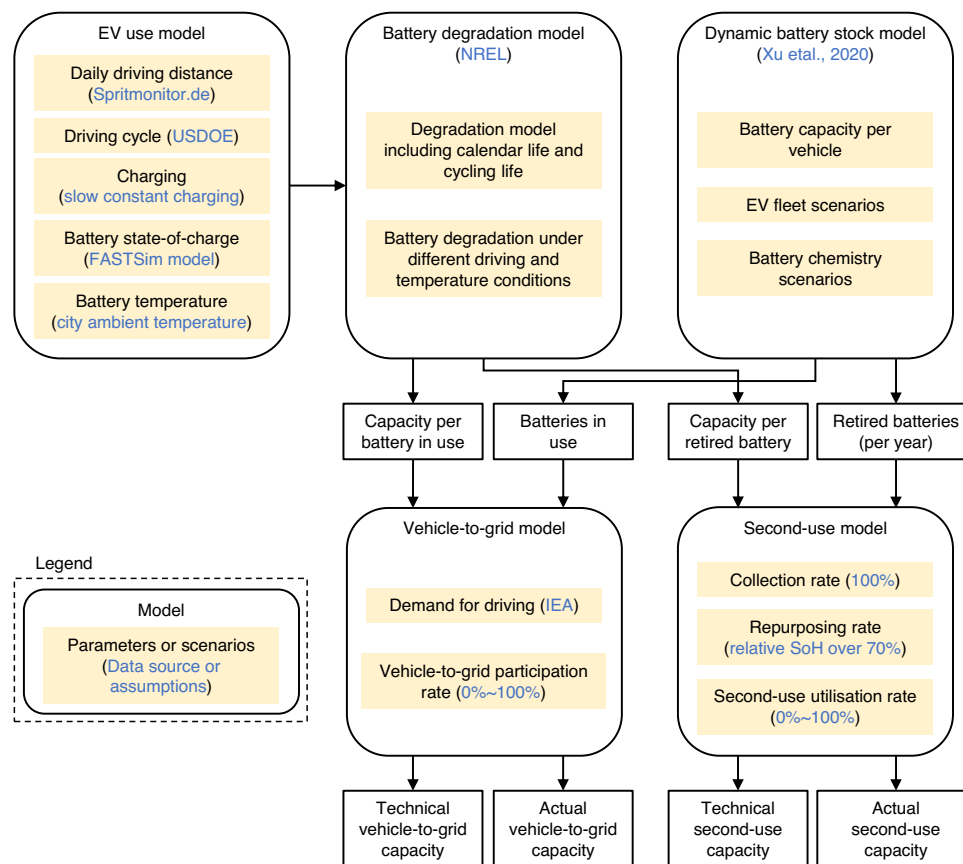 EV use model
Daily driving distance
(Spritmonitor.de)
Driving cycle (USDOE)
Charging
(slow constant charging)
Battery state-of-charge
(FASTSim model)
Battery temperature
(city ambient temperature)
Battery degradation model
(NREL)
Degradation model
including calendar life and
cycling life
Battery degradation under
different driving and
temperature conditions
Dynamic battery stock model
(Xu etal., 2020)
Battery capacity per
vehicle
EV fleet scenarios
Battery chemistry
scenarios
Capacity per
battery in use
Batteries in
use
Capacity per
retired battery
Retired batteries
(per year)
Legend
Model
Parameters or scenarios
(Data source or
assumptions)
Vehicle-to-grid model
Demand for driving (IEA)
Vehicle-to-grid participation
rate (0%~100%)
Second-use model
Collection rate (100%)
Repurposing rate
(relative SoH over 70%)
Second-use utilisation rate
(0%~100%)
Technical
vehicle-to-grid
capacity
Actual
vehicle-to-grid
capacity
Technical
second-use
capacity
Actual
second-use
capacity